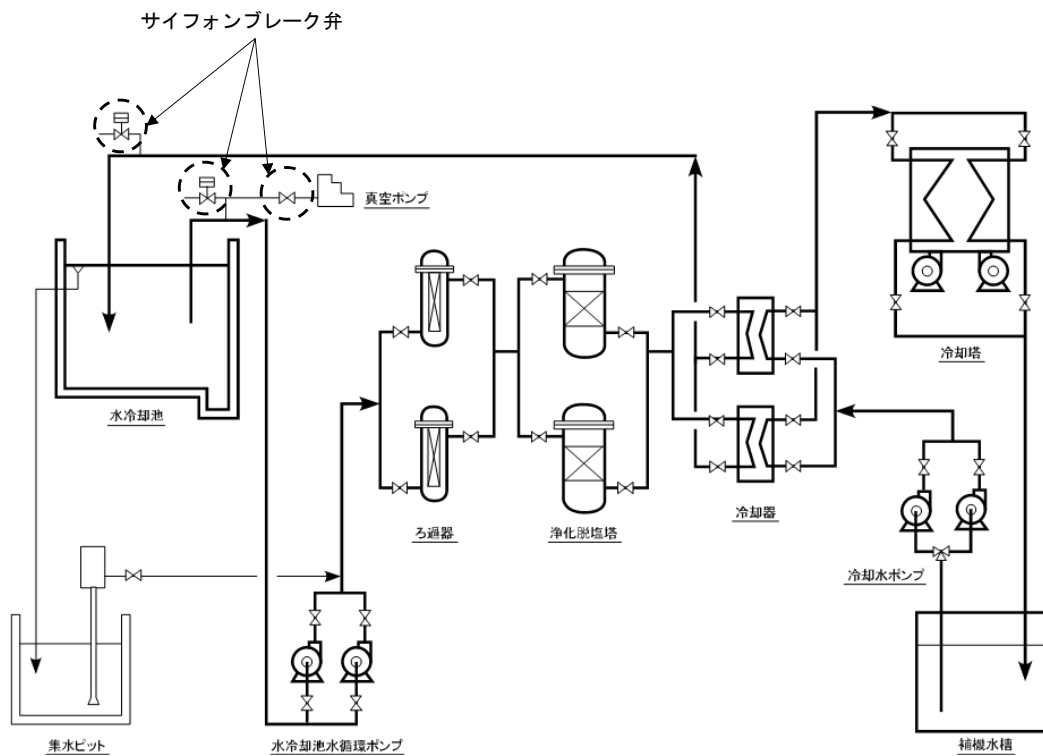 サイフォンブレーク弁
真空ポンプ
水冷却池
冷却塔
ろ過器
浄化脱塩塔
冷却器
冷却水ポンプ
集水ピット
水冷却池水循環ポンプ
補機水槽